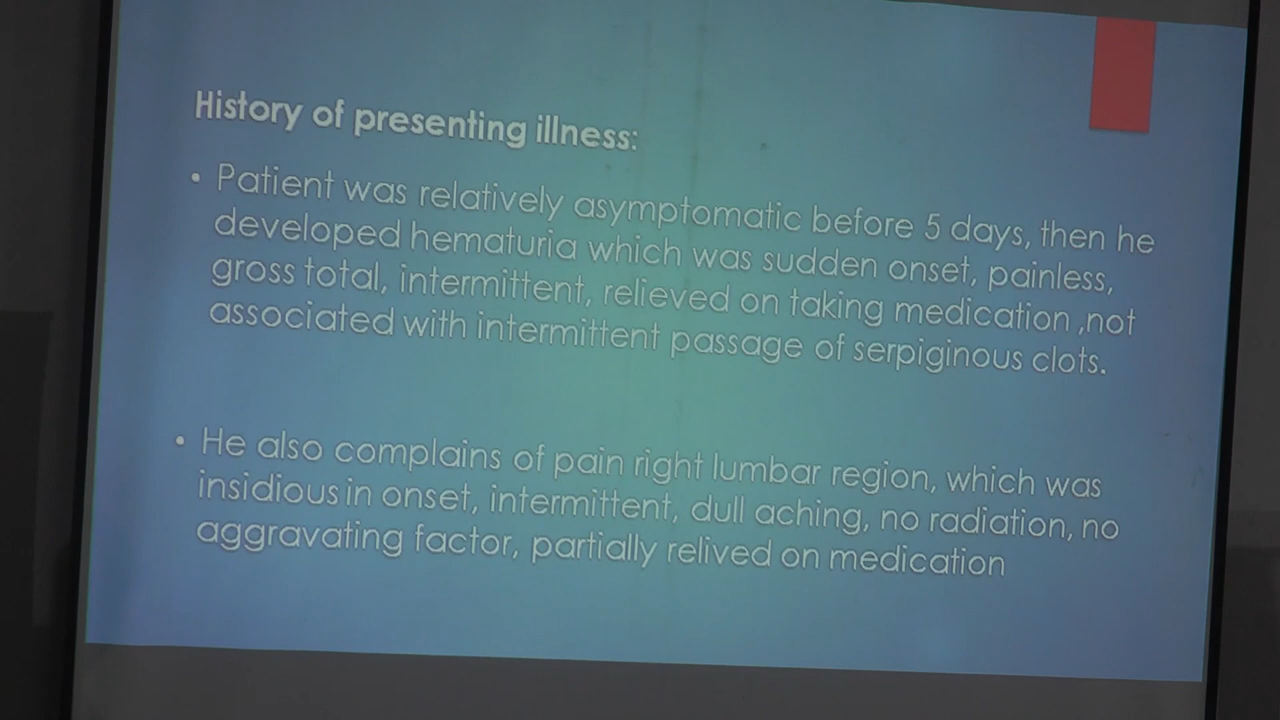 History of presenting illness:
• Patient was relatively asymptomatic before 5 days, then he
developed hematuria which was sudden onset, painless,
gross total, intermittent, relieved on taking medication ,not
associated with intermittent passage of serpiginous clots.
• He also complains of pain right lumbar region, which was
insidious in onset, intermittent, dull aching, no radiation, no
aggravating factor, partially relived on medication